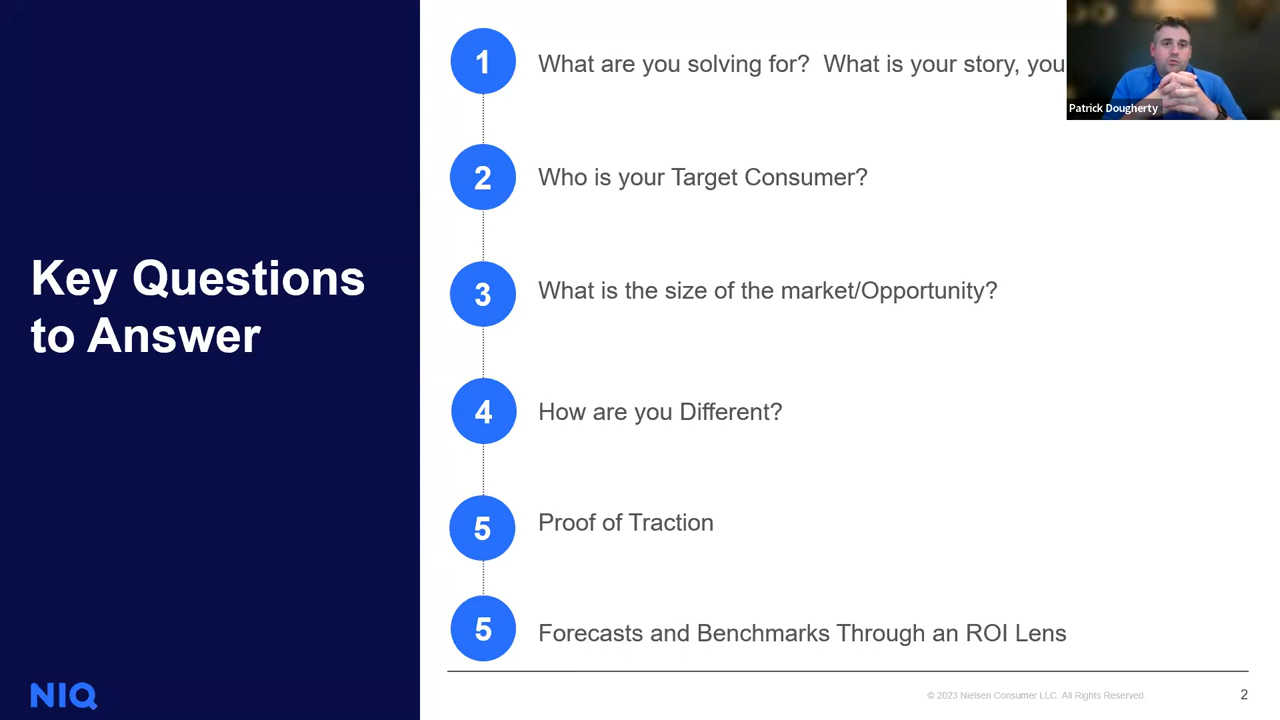 1
What are you solving for?  What is your story, you
Patrick Dougherty
2
Who is your Target Consumer?
Key Questions
to Answer
3
What is the size of the market/Opportunity?
4
How are you Different?
5
Proof of Traction
5
Forecasts and Benchmarks Through an ROI Lens
NIQ
© 2023 Nielsen Consumer LLC. All Rights Reserved.
2